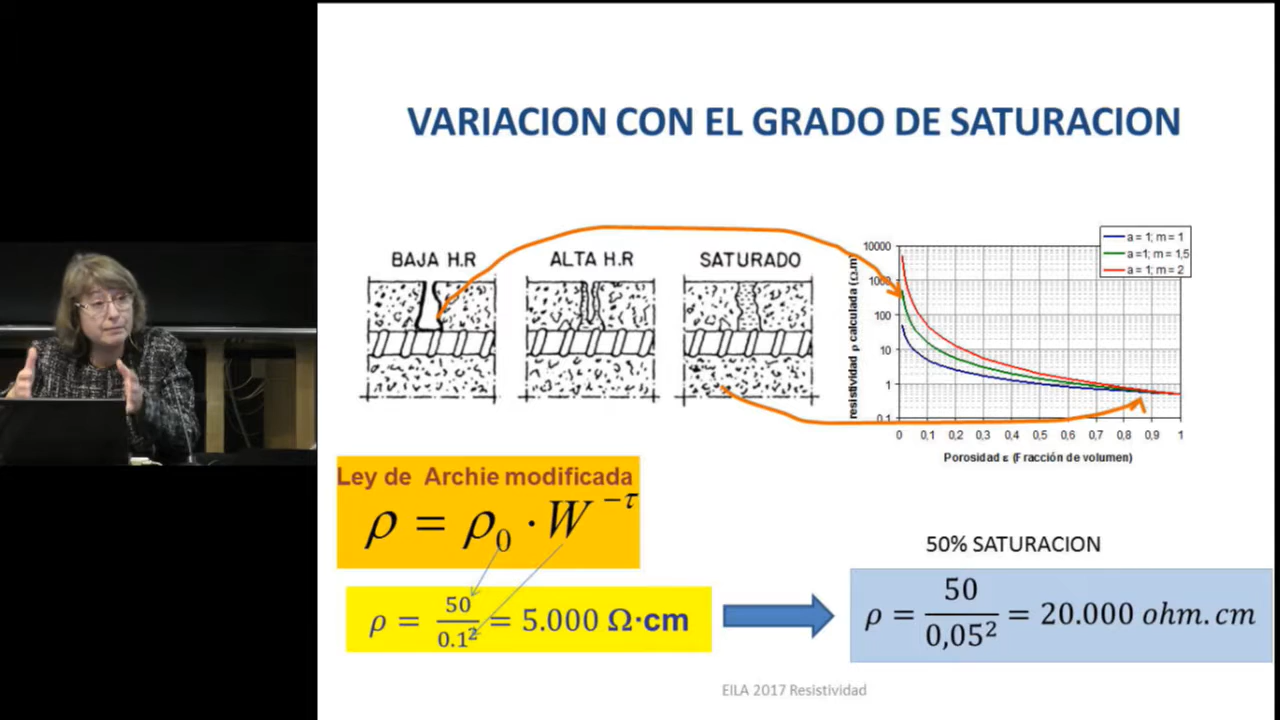 VARIACION CON EL GRADO DE SATURACION
BAJA H.R
ALTA H.R
SATURADO
resistividad ρ calculada (Ω.m)
10000
1000
100
10
1
0.1
a = 1; m = 1
a =1; m = 1,5
a = 1; m = 2
0 0,1 0,2 0,3 0,4 0,5 0,6 0,7 0,8 0,9 1
Porosidad ε (Fracción de volumen)
Ley de Archie modificada
ρ = ρ₀ · W^−τ
ρ = 50/0.1² = 5.000 Ω·cm
50% SATURACION
ρ = 50/0,05² = 20.000 ohm.cm
EILA 2017 Resistividad